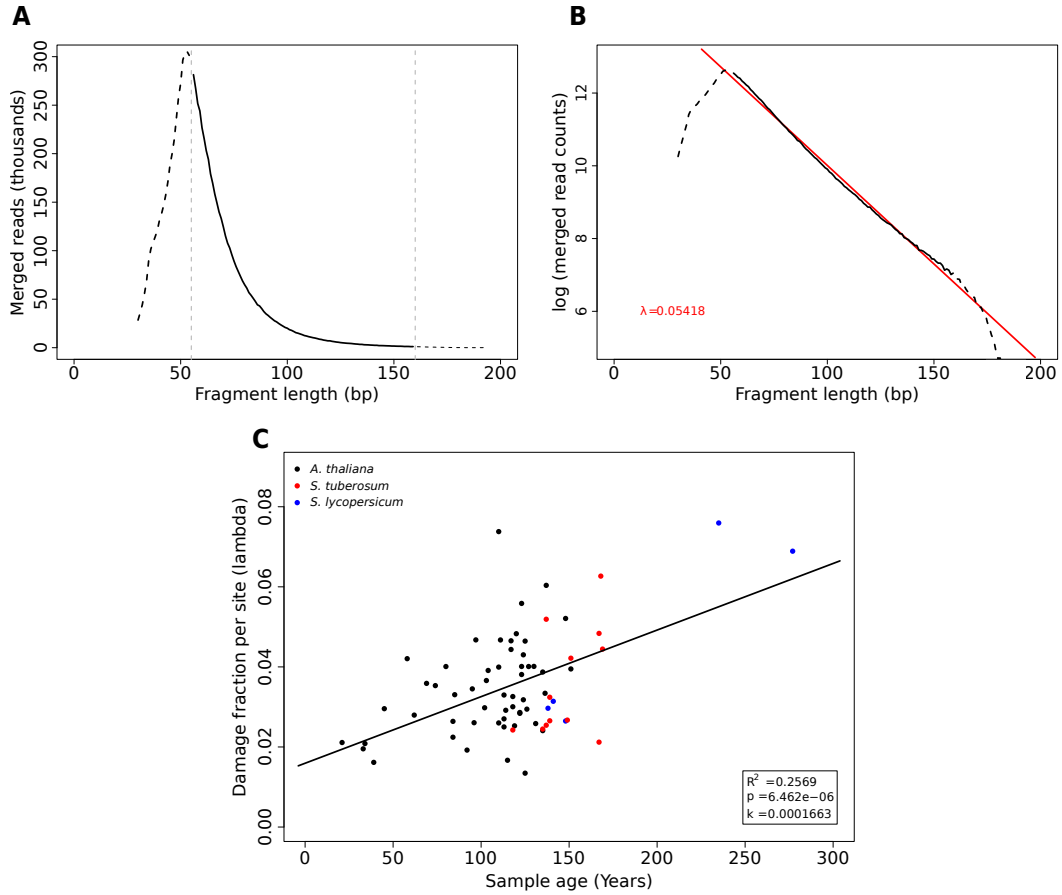 A
Merged reads (thousands)
300
250
200
150
100
50
0
0 50 100 150 200
Fragment length (bp)
B
log (merged read counts)
12
10
8
6
λ=0.05418
0 50 100 150 200
Fragment length (bp)
C
Damage fraction per site (lambda)
0.08
0.06
0.04
0.02
0.00
A. thaliana
S. tuberosum
S. lycopersicum
R² =0.2569
p =6.462e−06
k =0.0001663
0 50 100 150 200 250 300
Sample age (Years)